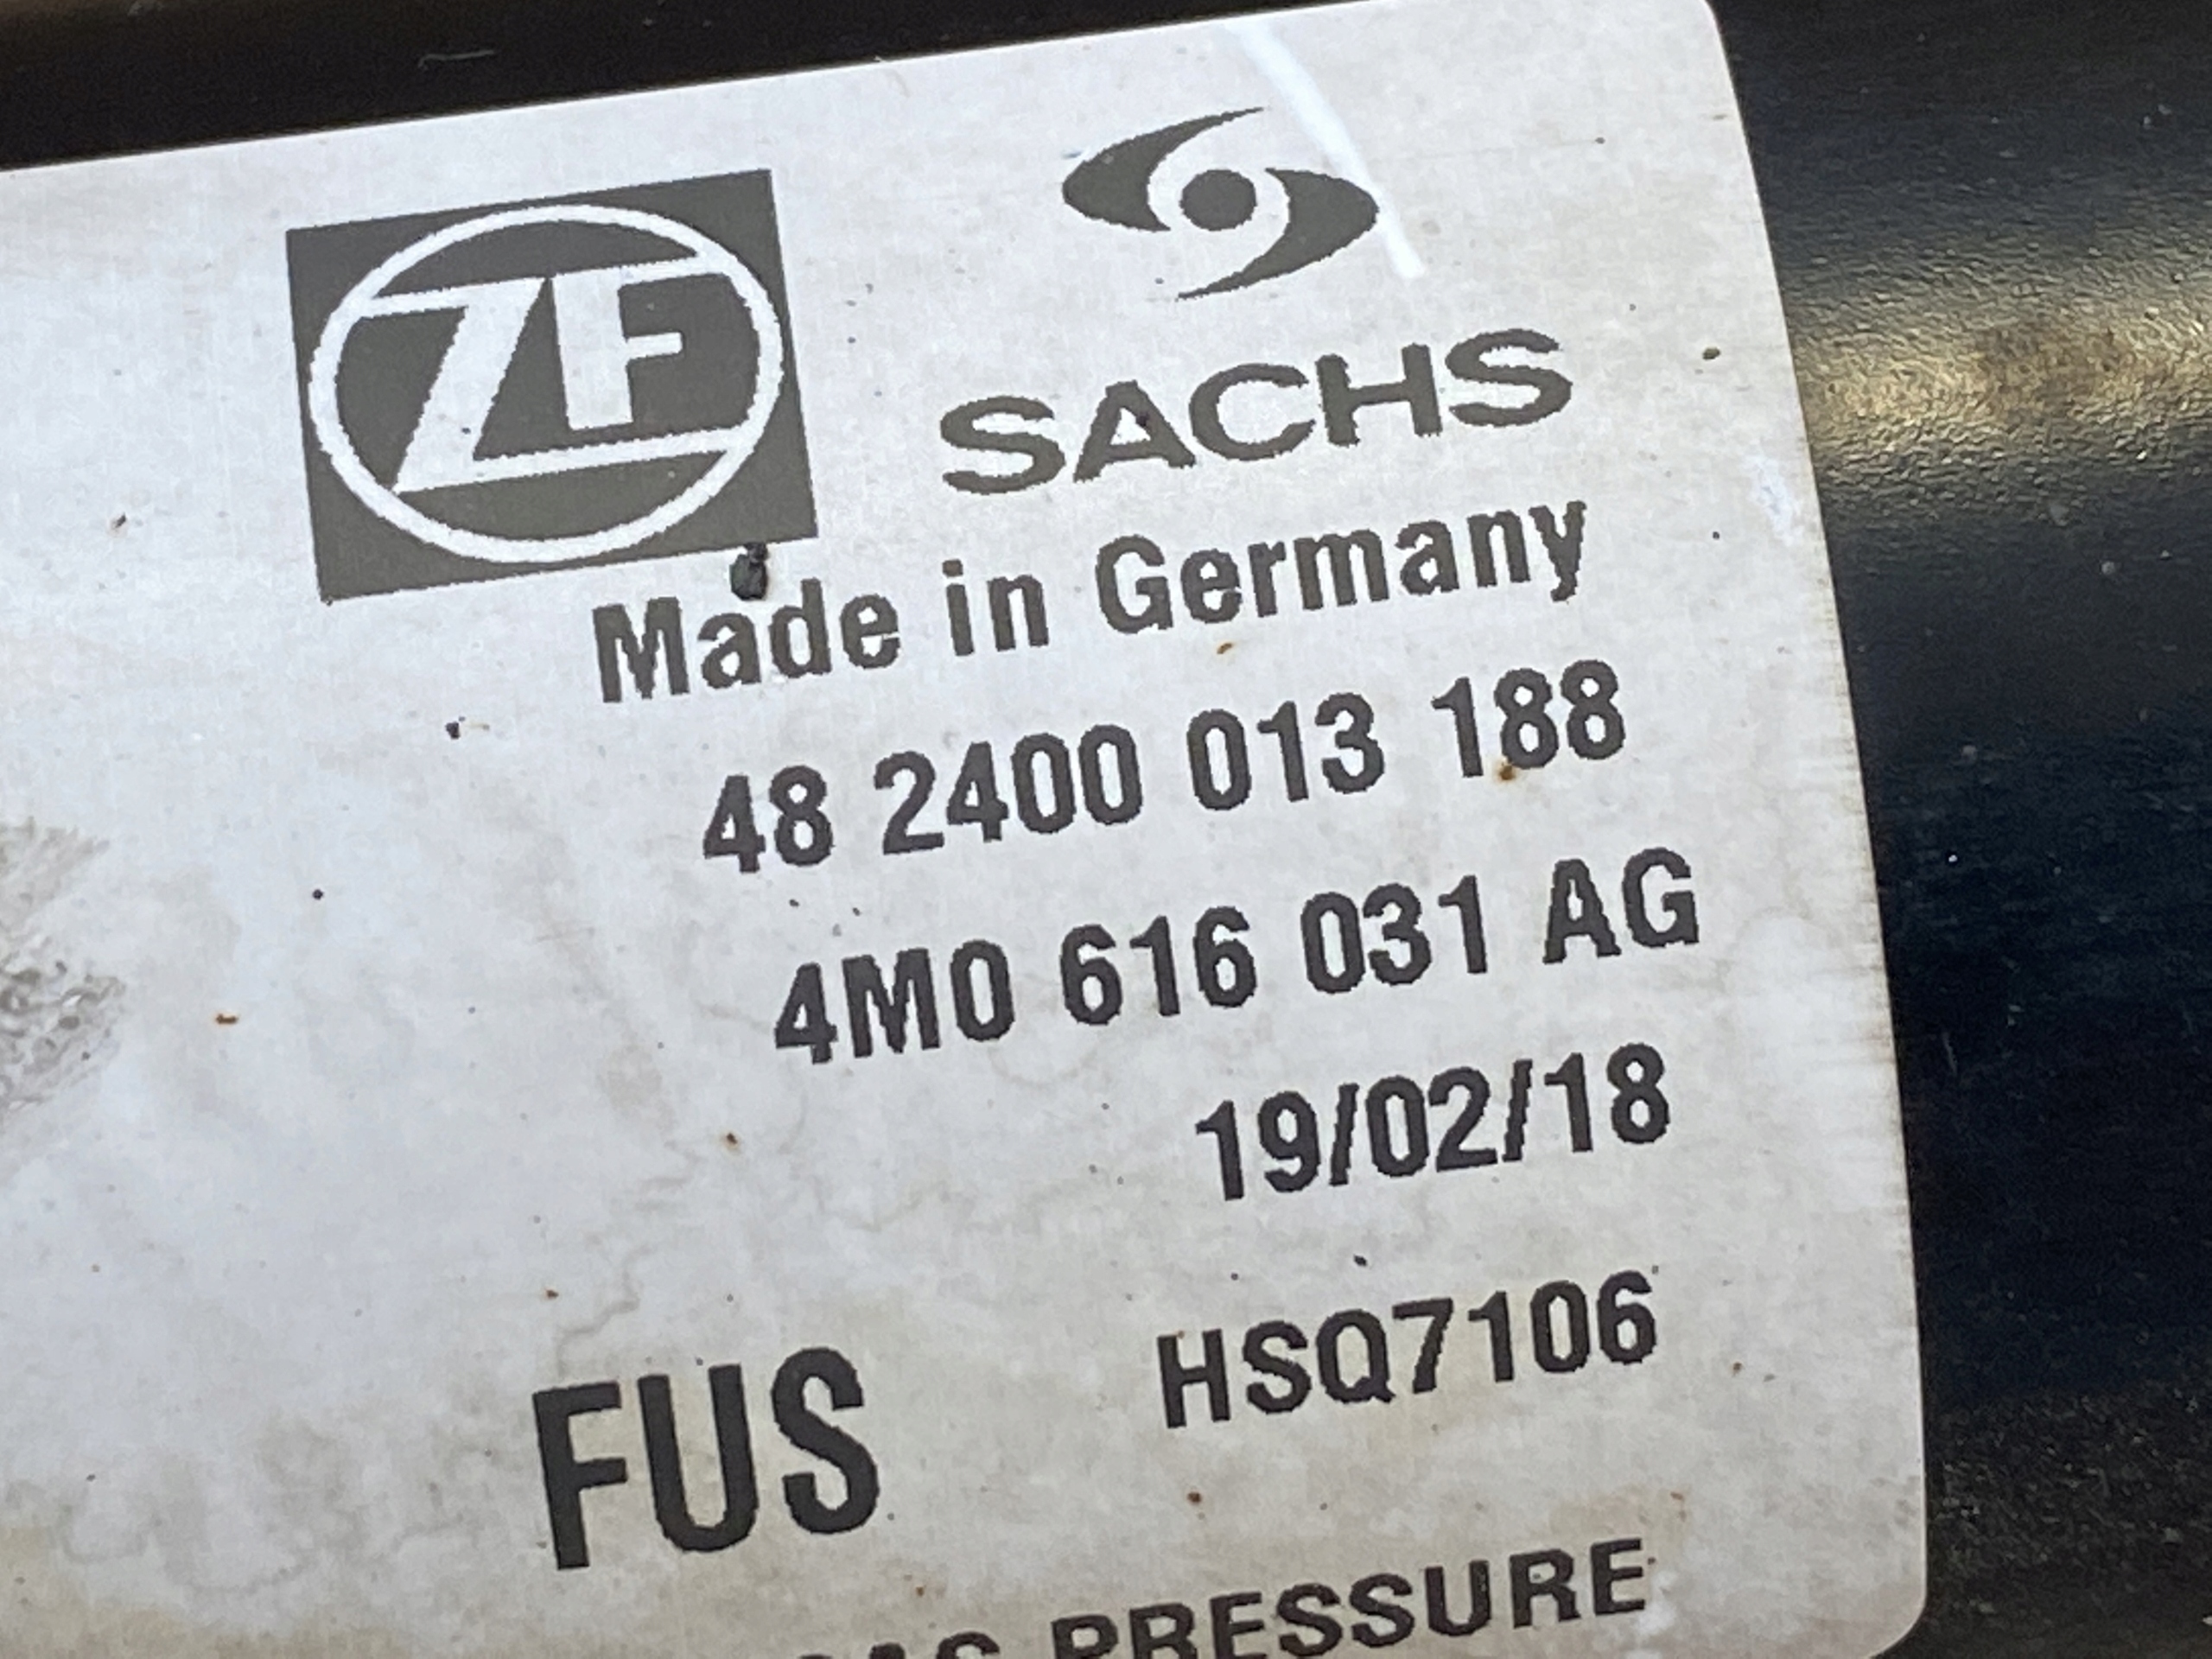 ZF
SACHS
Made in Germany
48 2400 013 188
4M0 616 031 AG
19/02/18
FUS HSQ7106
PRESSURE